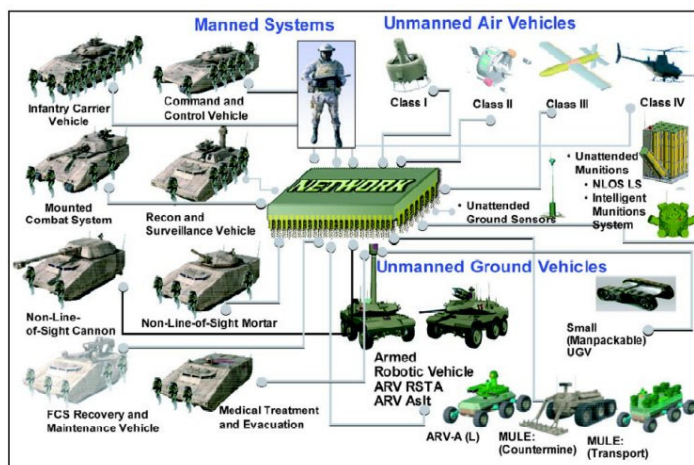 Manned Systems
Unmanned Air Vehicles
Infantry Carrier
Vehicle
Command and
Control Vehicle
Class I
Class II
Class III
Class IV
Mounted
Combat System
Recon and
Surveillance Vehicle
NETWORK
• Unattended
Ground Sensors
• Unattended
Munitions
• NLOS LS
• Intelligent
Munitions
System
Unmanned Ground Vehicles
Non-Line-
of-Sight Cannon
Non-Line-of-Sight Mortar
Small
(Manpackable)
UGV
Armed
Robotic Vehicle
ARV RSTA
ARV Aslt
FCS Recovery and
Maintenance Vehicle
Medical Treatment
and Evacuation
ARV-A (L)
MULE:
(Countermine)
MULE:
(Transport)